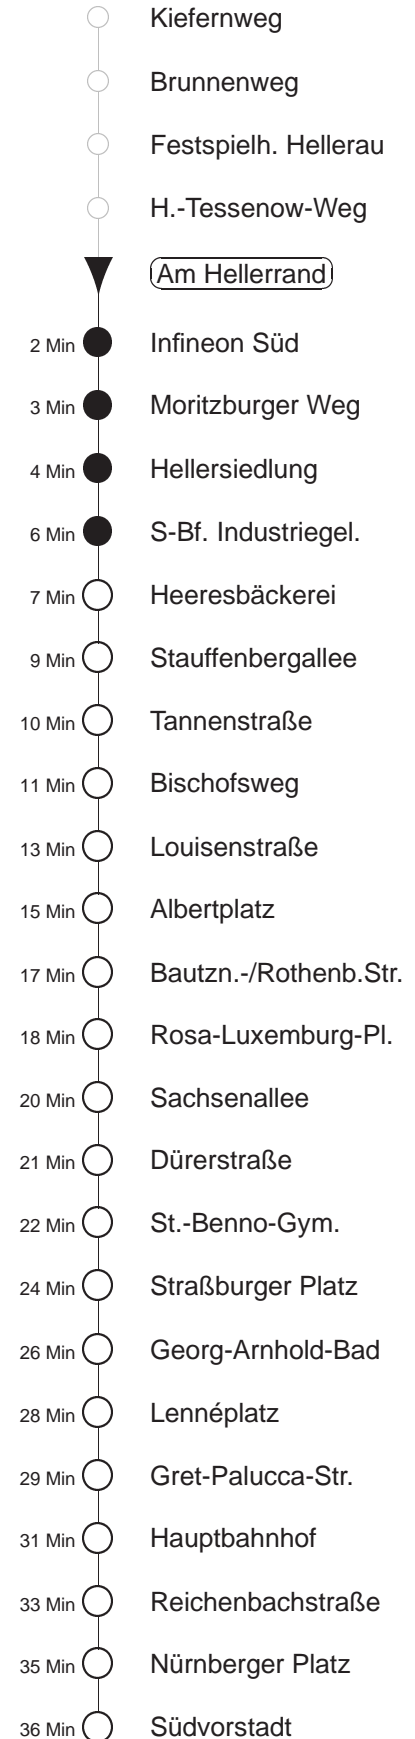 Kiefernweg
Brunnenweg
Festspielh. Hellerau
H.-Tessenow-Weg
Am Hellerrand
2 Min Infineon Süd
3 Min Moritzburger Weg
4 Min Hellersiedlung
6 Min S-Bf. Industriegel.
7 Min Heeresbäckerei
9 Min Stauffenbergallee
10 Min Tannenstraße
11 Min Bischofsweg
13 Min Louisenstraße
15 Min Albertplatz
17 Min Bautzn.-/Rothenb.Str.
18 Min Rosa-Luxemburg-Pl.
20 Min Sachsenallee
21 Min Dürerstraße
22 Min St.-Benno-Gym.
24 Min Straßburger Platz
26 Min Georg-Arnhold-Bad
28 Min Lennéplatz
29 Min Gret-Palucca-Str.
31 Min Hauptbahnhof
33 Min Reichenbachstraße
35 Min Nürnberger Platz
36 Min Südvorstadt